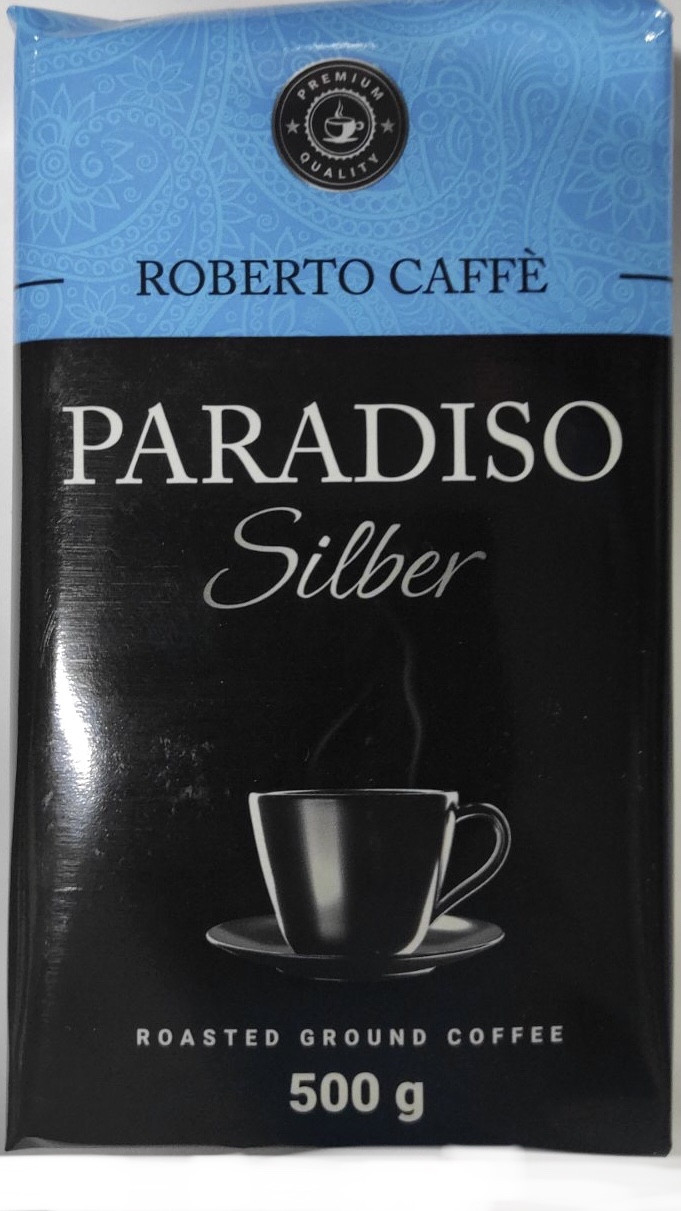 PREMIUM
QUALITY
ROBERTO CAFFÈ
PARADISO
Silber
ROASTED GROUND COFFEE
500 g